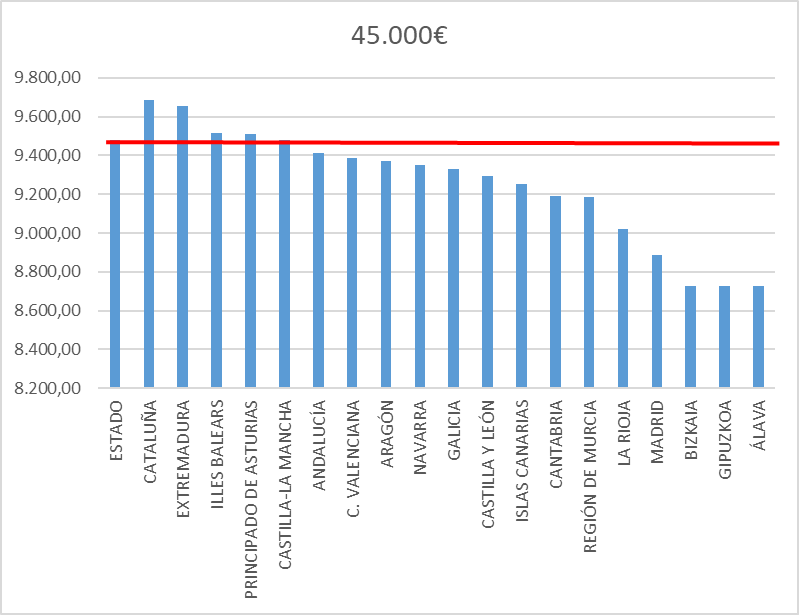 45.000€
9.800,00
9.600,00
9.400,00
9.200,00
9.000,00
8.800,00
8.600,00
8.400,00
8.200,00
ESTADO
CATALUÑA
EXTREMADURA
ILLES BALEARS
PRINCIPADO DE ASTURIAS
CASTILLA-LA MANCHA
ANDALUCÍA
C. VALENCIANA
ARAGÓN
NAVARRA
GALICIA
CASTILLA Y LEÓN
ISLAS CANARIAS
CANTABRIA
REGIÓN DE MURCIA
LA RIOJA
MADRID
BIZKAIA
GIPUZKOA
ÁLAVA